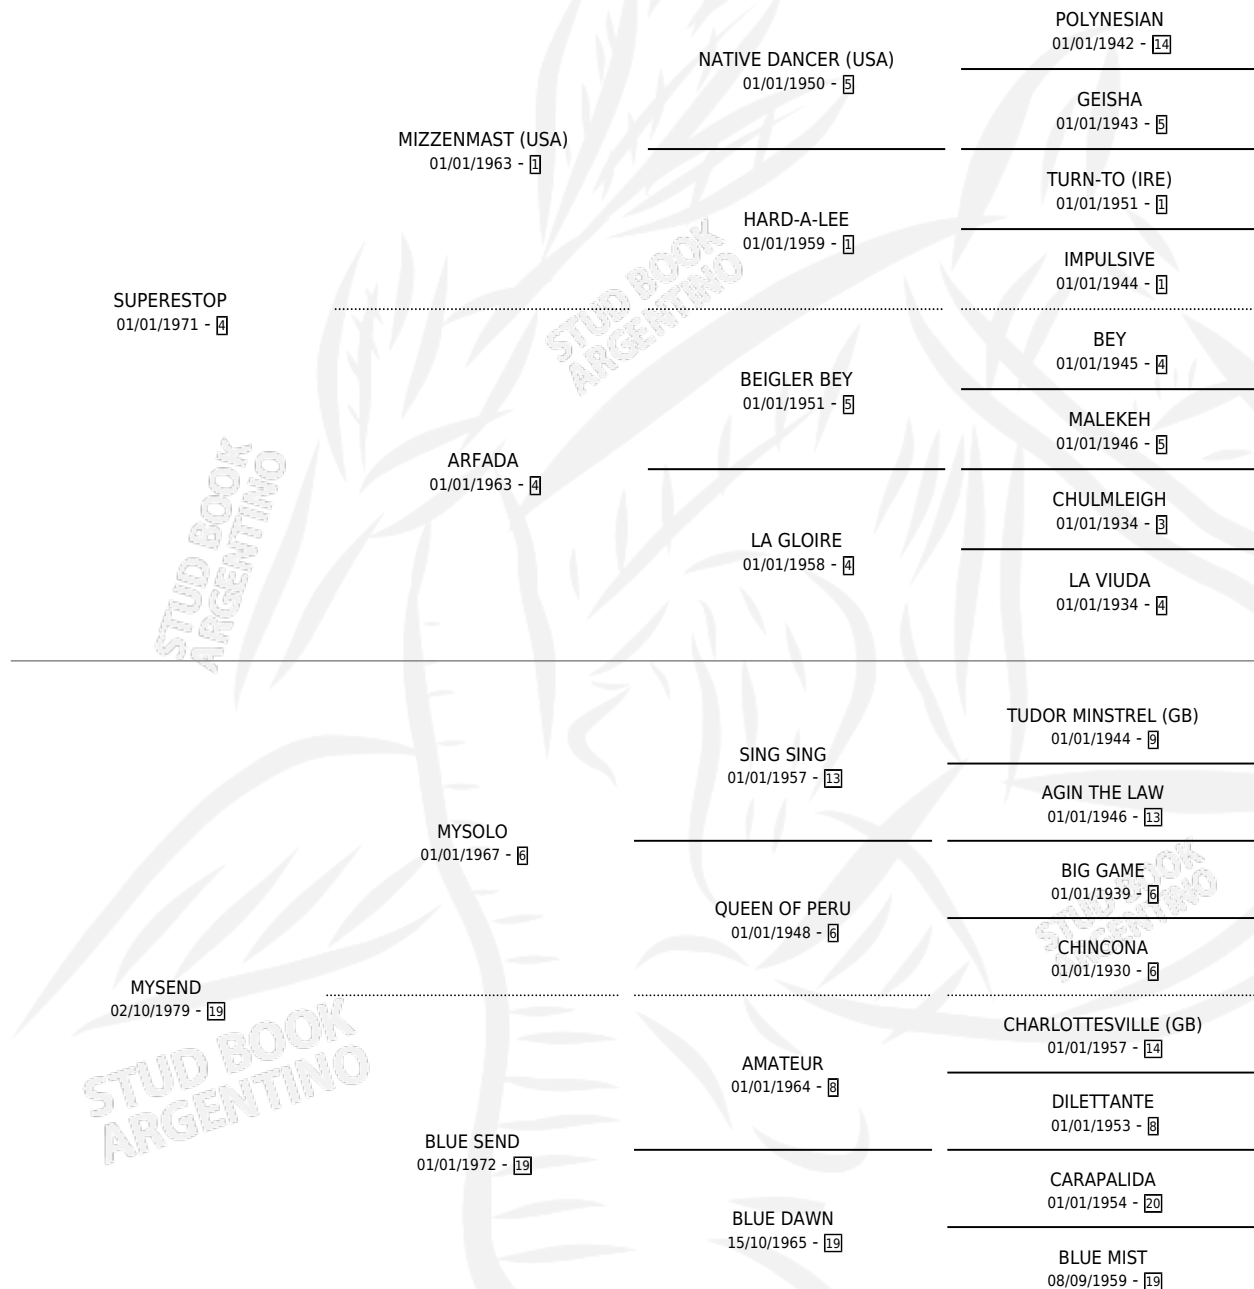 POLYNESIAN
01/01/1942 - 14
NATIVE DANCER (USA)
01/01/1950 - 5
GEISHA
01/01/1943 - 5
MIZZENMAST (USA)
01/01/1963 - 1
TURN-TO (IRE)
01/01/1951 - 1
HARD-A-LEE
01/01/1959 - 1
IMPULSIVE
01/01/1944 - 1
SUPERESTOP
01/01/1971 - 4
STUD BOOK
ARGENTINO
BEY
01/01/1945 - 4
BEIGLER BEY
01/01/1951 - 5
MALEKEH
01/01/1946 - 5
ARFADA
01/01/1963 - 4
CHULMLEIGH
01/01/1934 - 3
LA GLOIRE
01/01/1958 - 4
LA VIUDA
01/01/1934 - 4
STUD BOOK
ARGENTINO
TUDOR MINSTREL (GB)
01/01/1944 - 9
SING SING
01/01/1957 - 13
AGIN THE LAW
01/01/1946 - 13
MYSOLO
01/01/1967 - 6
BIG GAME
01/01/1939 - 6
QUEEN OF PERU
01/01/1948 - 6
CHINCONA
01/01/1930 - 6
STUD BOOK
ARGENTINO
MYSEND
02/10/1979 - 19
STUD BOOK
ARGENTINO
CHARLOTTESVILLE (GB)
01/01/1957 - 14
AMATEUR
01/01/1964 - 8
DILETTANTE
01/01/1953 - 8
BLUE SEND
01/01/1972 - 19
CARAPALIDA
01/01/1954 - 20
BLUE DAWN
15/10/1965 - 19
BLUE MIST
08/09/1959 - 19